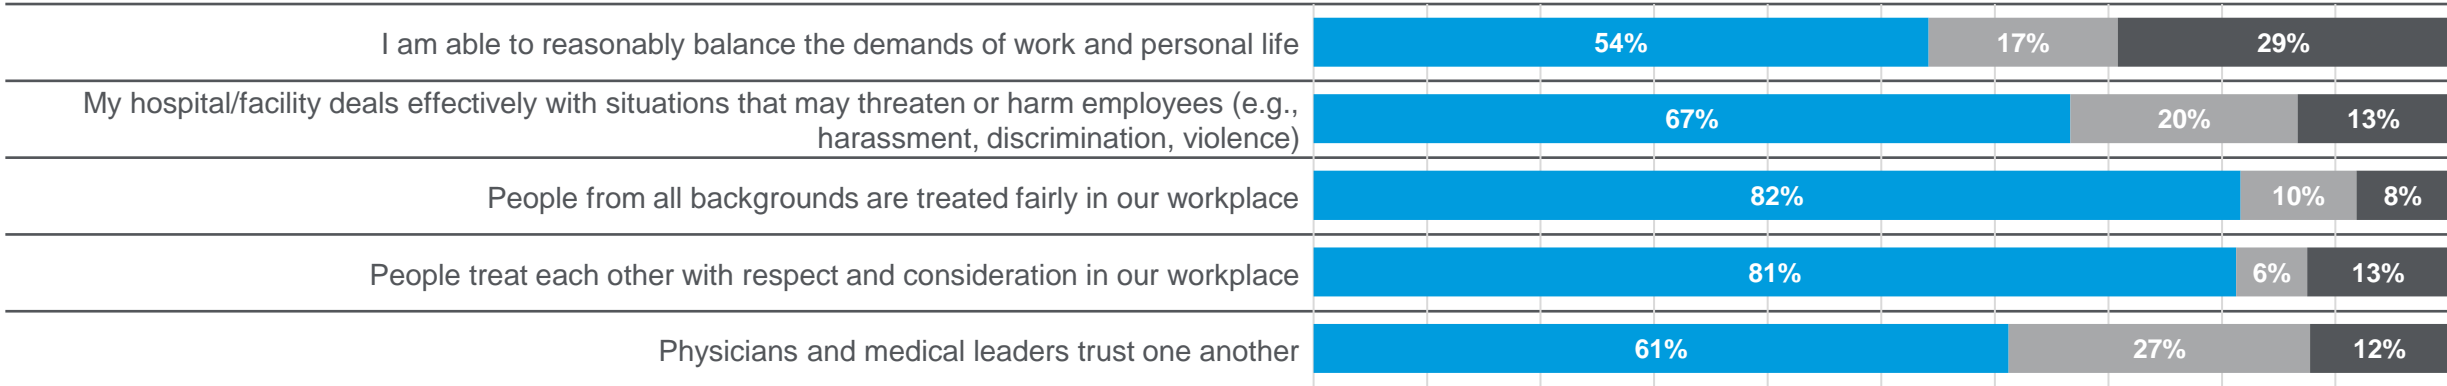 I am able to reasonably balance the demands of work and personal life
54% 17% 29%
My hospital/facility deals effectively with situations that may threaten or harm employees (e.g.,
harassment, discrimination, violence)
67% 20% 13%
People from all backgrounds are treated fairly in our workplace
82% 10% 8%
People treat each other with respect and consideration in our workplace
81% 6% 13%
Physicians and medical leaders trust one another
61% 27% 12%